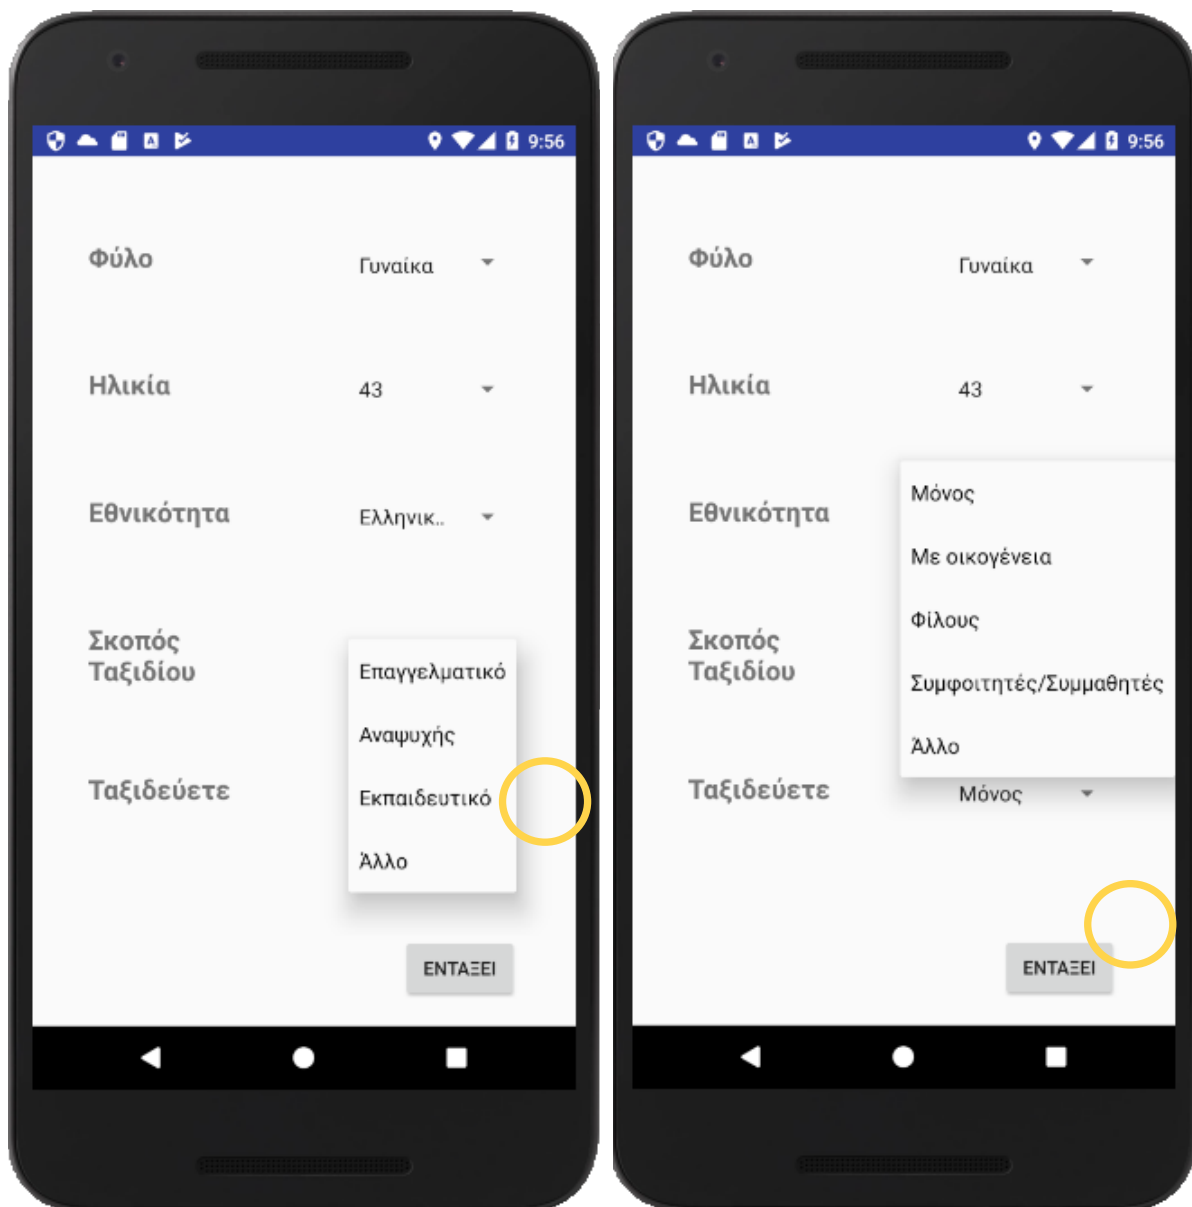 9:56
Φύλο
Γυναίκα
Ηλικία
43
Εθνικότητα
Ελληνικ..
Σκοπός
Ταξιδίου
Επαγγελματικό
Αναψυχής
Ταξιδεύετε
Εκπαιδευτικό
Άλλο
ΕΝΤΑΞΕΙ
9:56
Φύλο
Γυναίκα
Ηλικία
43
Μόνος
Εθνικότητα
Με οικογένεια
Φίλους
Σκοπός
Ταξιδίου
Συμφοιτητές/Συμμαθητές
Άλλο
Ταξιδεύετε
Μόνος
ΕΝΤΑΞΕΙ